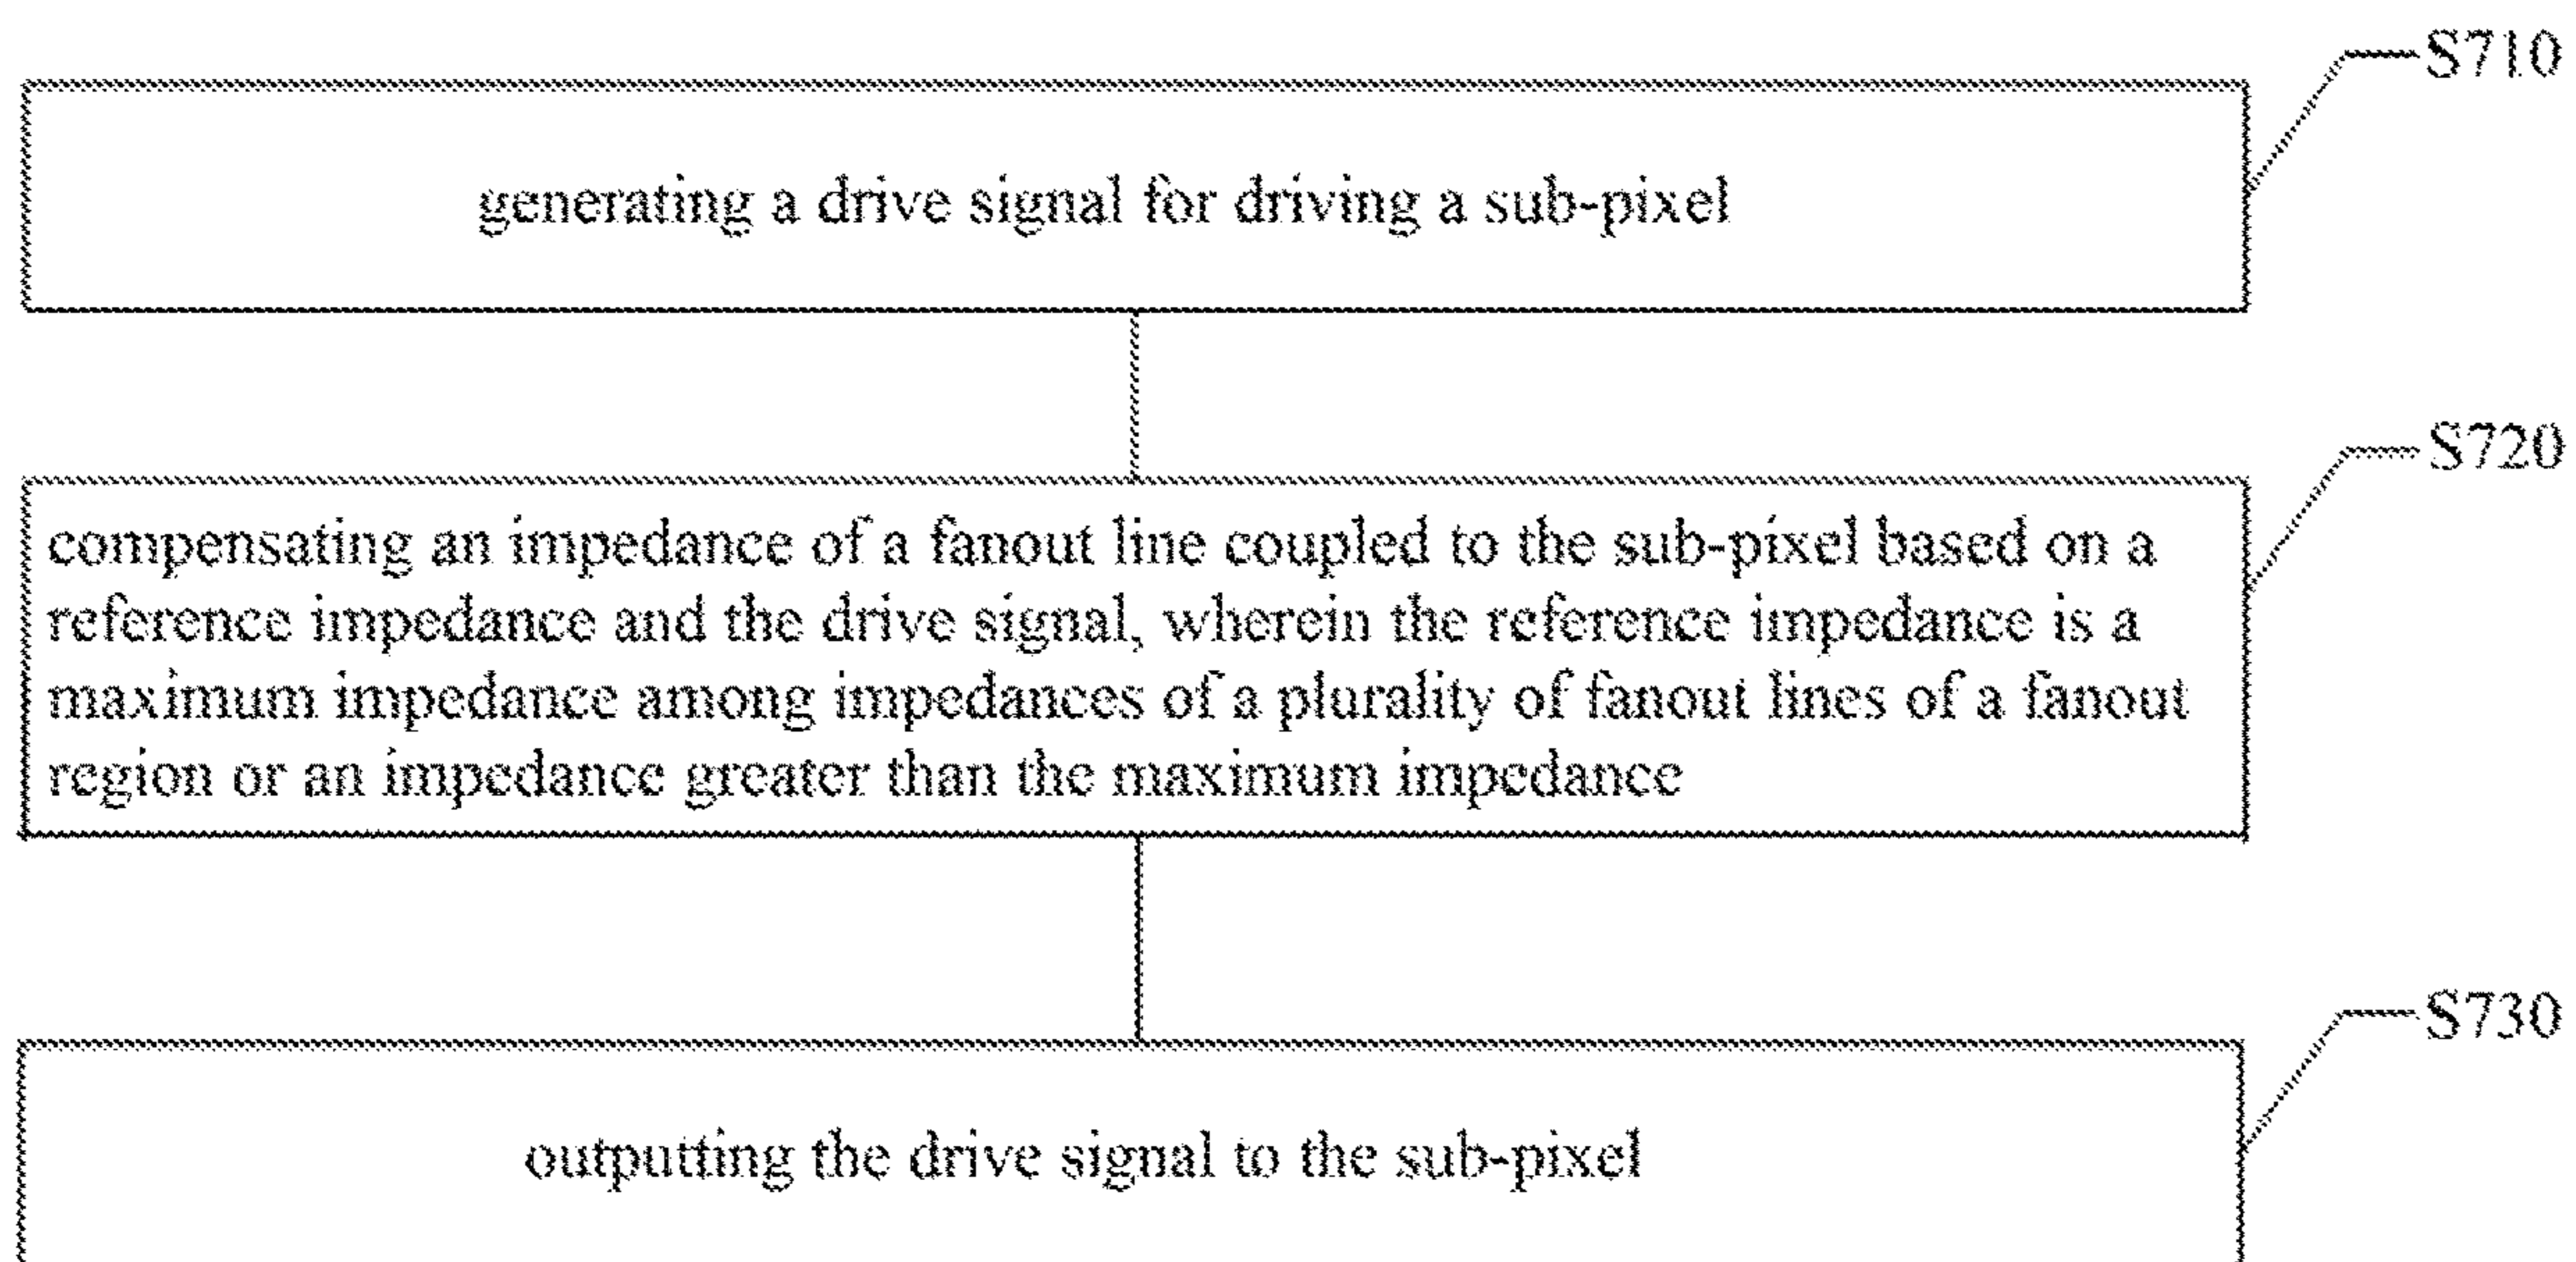 S710
generating a drive signal for driving a sub-pixel
S720
compensating an impedance of a fanout line coupled to the sub-pixel based on a
reference impedance and the drive signal, wherein the reference impedance is a
maximum impedance among impedances of a plurality of fanout lines of a fanout
region or an impedance greater than the maximum impedance
S730
outputting the drive signal to the sub-pixel